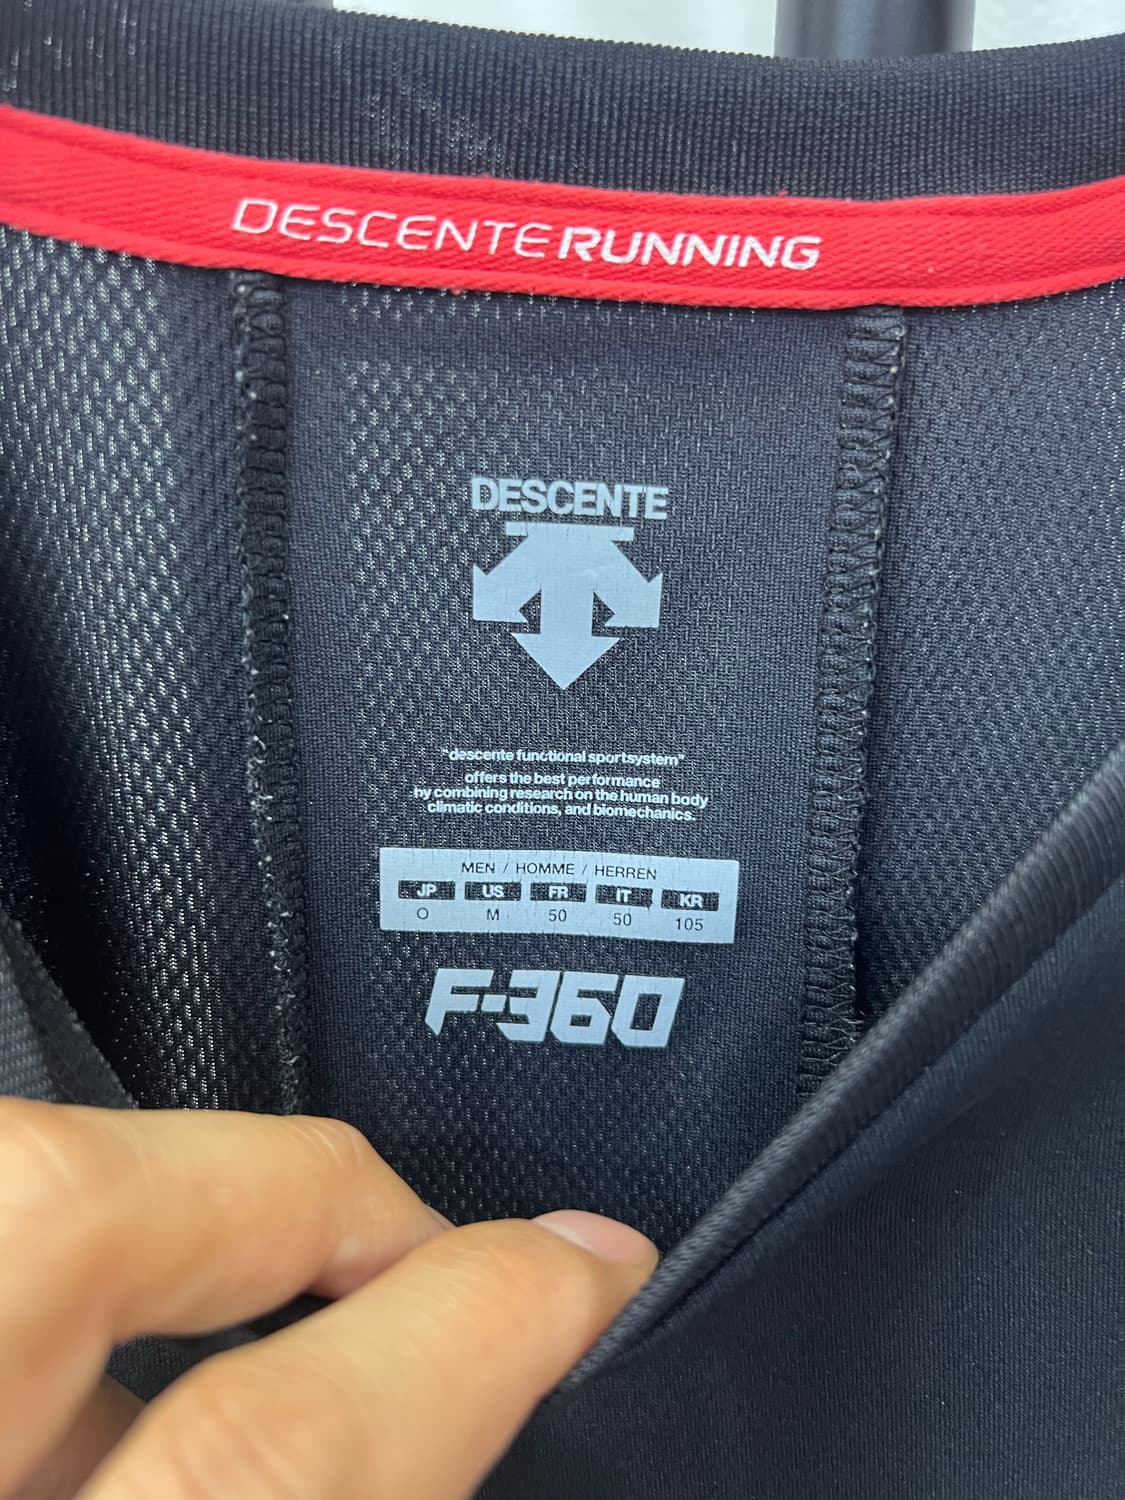 DESCENTE RUNNING
DESCENTE
"descente functional sportsystem"
offers the best performance
by combining research on the human body
climatic conditions, and biomechanics.
MEN / HOMME / HERREN
JP US FR IT KR
O M 50 50 105
F-360